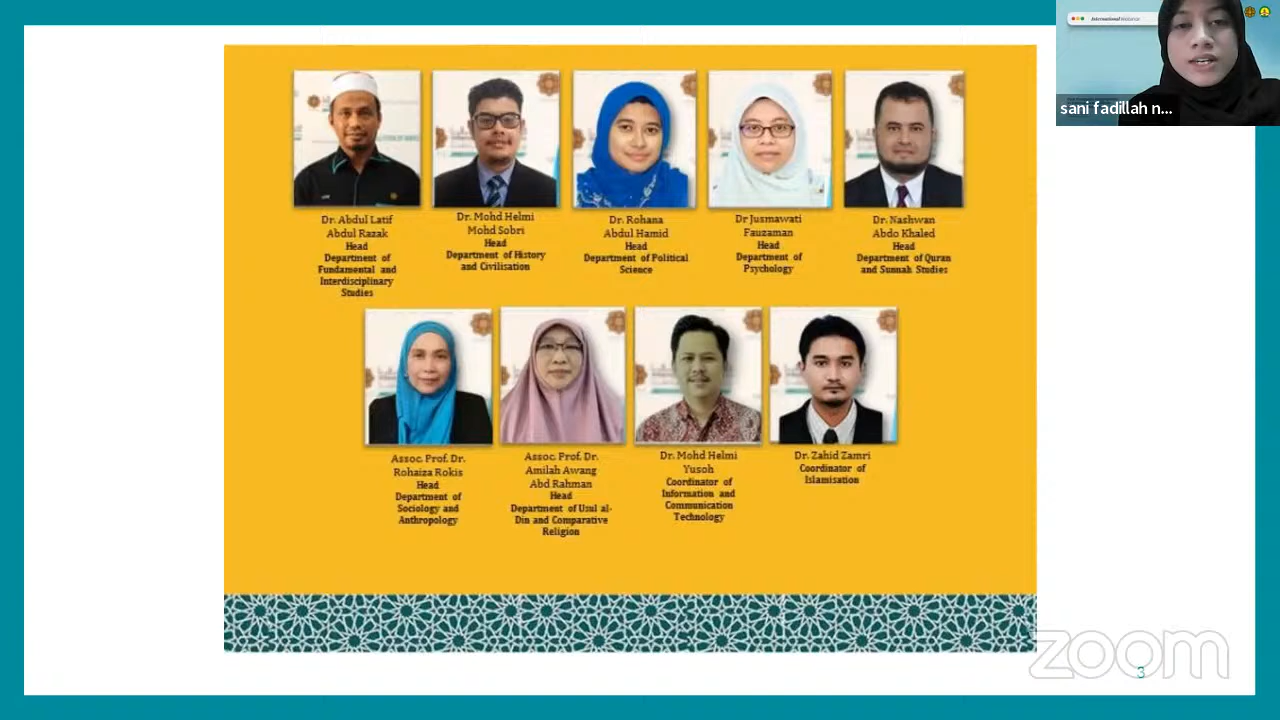 International Webinar
sani fadillah n...
Dr. Abdul Latif
Abdul Razak
Head
Department of
Fundamental and
Interdisciplinary
Studies
Dr. Mohd Helmi
Mohd Sobri
Head
Department of History
and Civilisation
Dr. Rohana
Abdul Hamid
Head
Department of Political
Science
Dr Jusmawati
Fauzaman
Head
Department of
Psychology
Dr. Nashwan
Abdo Khaled
Head
Department of Quran
and Sunnah Studies
Assoc. Prof. Dr.
Rohaiza Rokis
Head
Department of
Sociology and
Anthropology
Assoc. Prof. Dr.
Amilah Awang
Abd Rahman
Head
Department of Usul al-
Din and Comparative
Religion
Dr. Mohd Helmi
Yusoh
Coordinator of
Information and
Communication
Technology
Dr. Zahid Zamri
Coordinator of
Islamisation
zoom
3